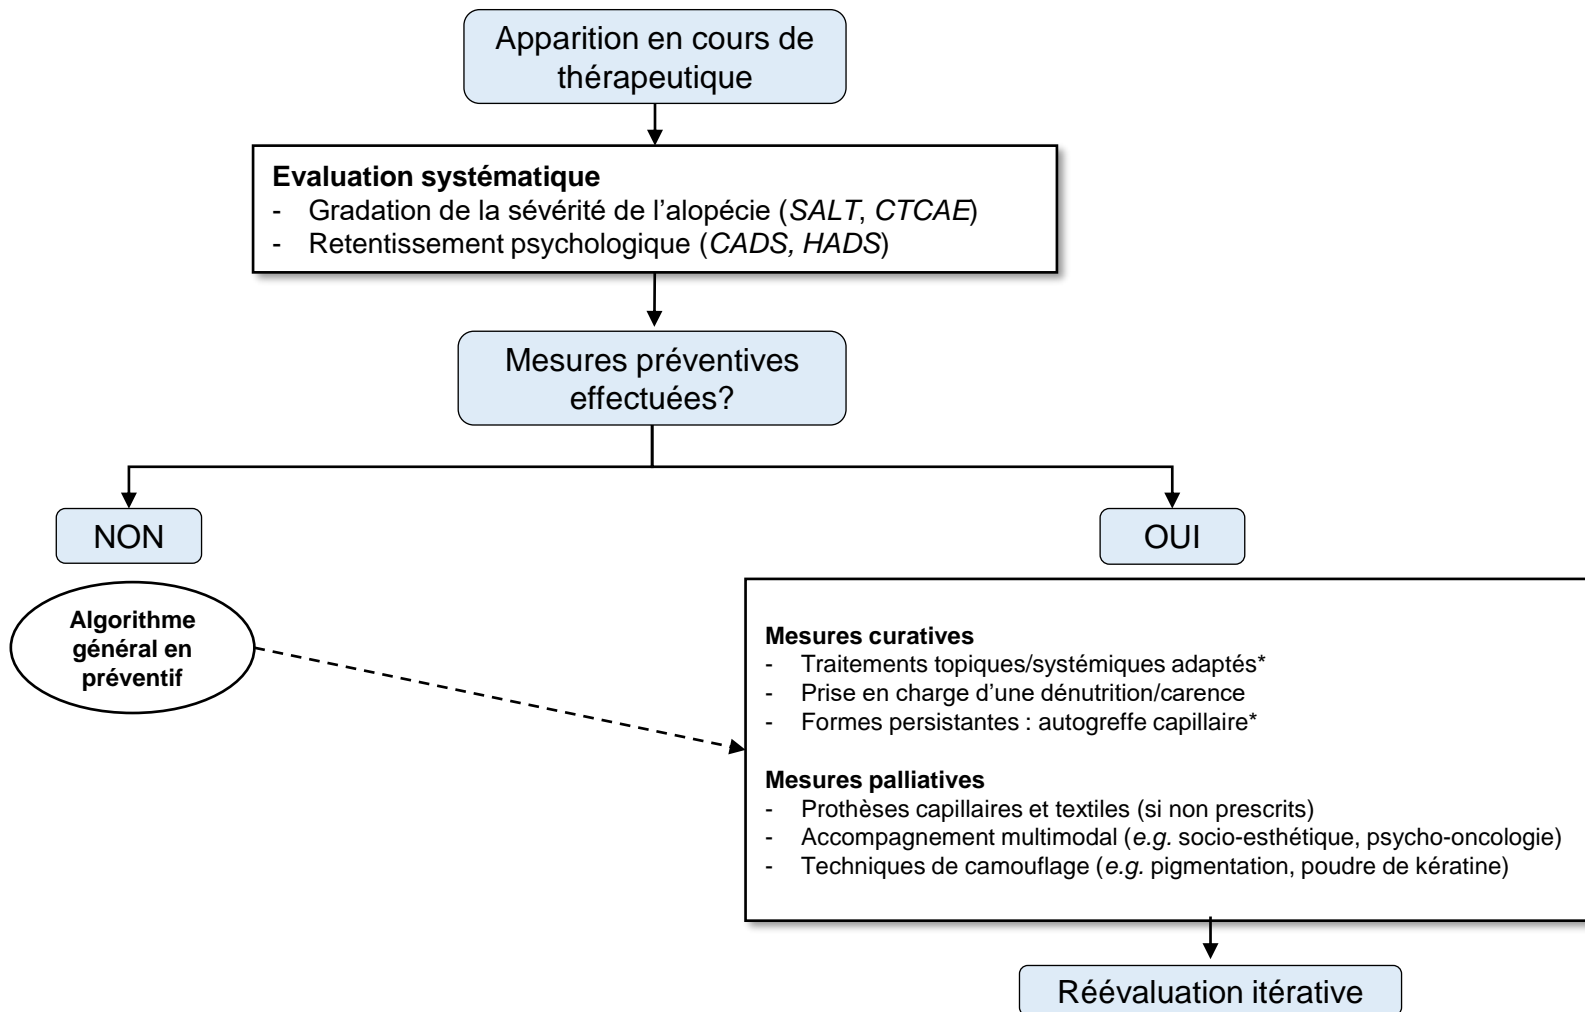 Apparition en cours de
thérapeutique
Evaluation systématique
- Gradation de la sévérité de l'alopécie (SALT, CTCAE)
- Retentissement psychologique (CADS, HADS)
Mesures préventives
effectuées?
NON
OUI
Algorithme
général en
préventif
Mesures curatives
- Traitements topiques/systémiques adaptés*
- Prise en charge d'une dénutrition/carence
- Formes persistantes : autogreffe capillaire*
Mesures palliatives
- Prothèses capillaires et textiles (si non prescrits)
- Accompagnement multimodal (e.g. socio-esthétique, psycho-oncologie)
- Techniques de camouflage (e.g. pigmentation, poudre de kératine)
Réévaluation itérative